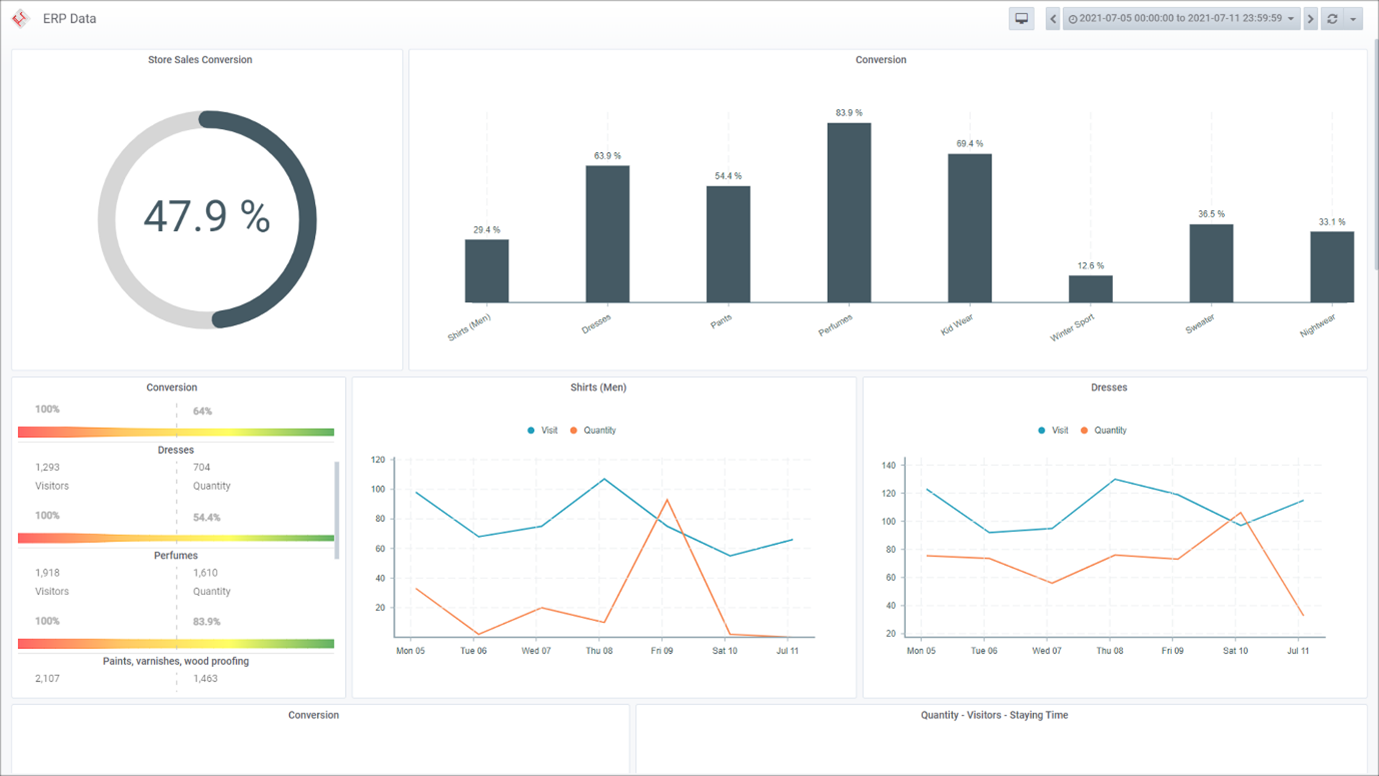 ERP Data
2021-07-05 00:00:00 to 2021-07-11 23:59:59
Store Sales Conversion
47.9 %
Conversion
29.4 %
63.9 %
54.4 %
83.9 %
69.4 %
12.6 %
36.5 %
33.1 %
Shirts (Men)
Dresses
Pants
Perfumes
Kid Wear
Winter Sport
Sweater
Nightwear
Conversion
100% 64%
Dresses
1,293 704
Visitors Quantity
100% 54.4%
Perfumes
1,918 1,610
Visitors Quantity
100% 83.9%
Paints, varnishes, wood proofing
2,107 1,463
Shirts (Men)
Visit Quantity
120
100
80
60
40
20
Mon 05 Tue 06 Wed 07 Thu 08 Fri 09 Sat 10 Jul 11
Dresses
Visit Quantity
140
120
100
80
60
40
20
Mon 05 Tue 06 Wed 07 Thu 08 Fri 09 Sat 10 Jul 11
Conversion
Quantity - Visitors - Staying Time